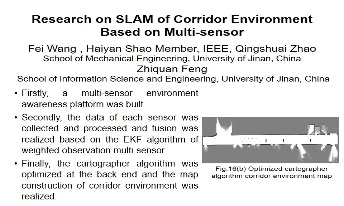 Research on SLAM of Corridor Environment
Based on Multi-sensor
Fei Wang , Haiyan Shao Member, IEEE, Qingshuai Zhao
School of Mechanical Engineering, University of Jinan, China
Zhiquan Feng
School of Information Science and Engineering, University of Jinan, China
• Firstly, a multi-sensor environment
awareness platform was built
• Secondly, the data of each sensor was
collected and processed and fusion was
realized based on the EKF algorithm of
weighted observation multi sensor
• Finally, the cartographer algorithm was
optimized at the back end and the map
construction of corridor environment was
realized.
Fig.16(b) Optimized cartographer
algorithm corridor environment map